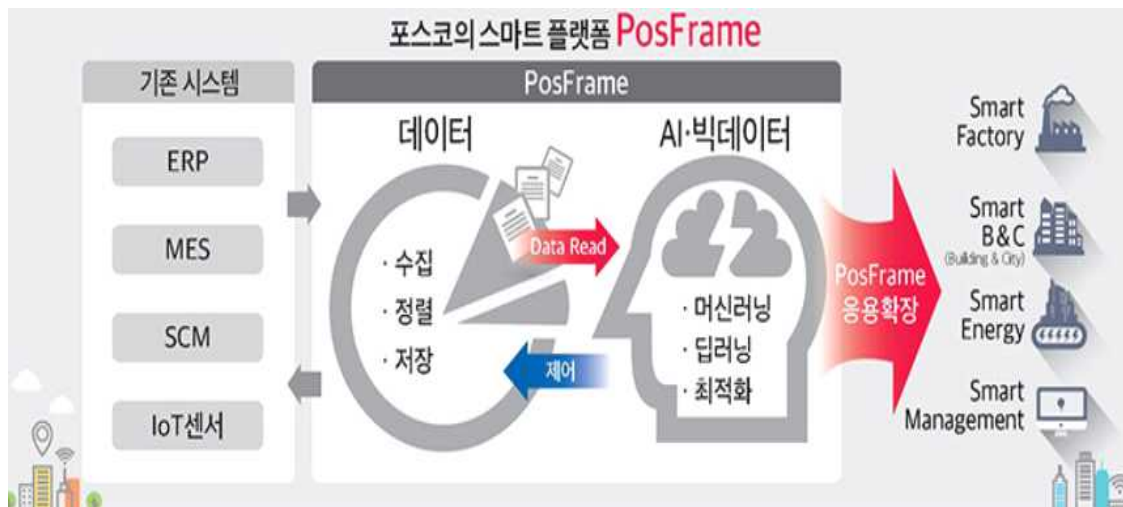 포스코의 스마트 플랫폼 PosFrame
기존 시스템
ERP
MES
SCM
IoT센서
PosFrame
데이터
· 수집
· 정렬
· 저장
Data Read
제어
AI·빅데이터
· 머신러닝
· 딥러닝
· 최적화
PosFrame
응용확장
Smart
Factory
Smart
B&C
(Building & City)
Smart
Energy
Smart
Management